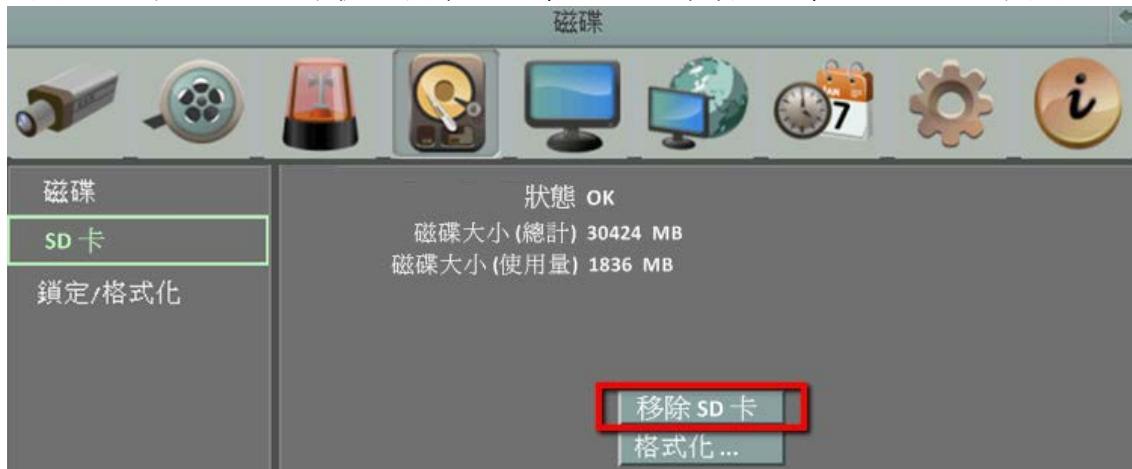 磁碟
JAN
7
i
磁碟
SD 卡
鎖定/格式化
狀態 OK
磁碟大小(總計) 30424 MB
磁碟大小(使用量) 1836 MB
移除 SD 卡
格式化...